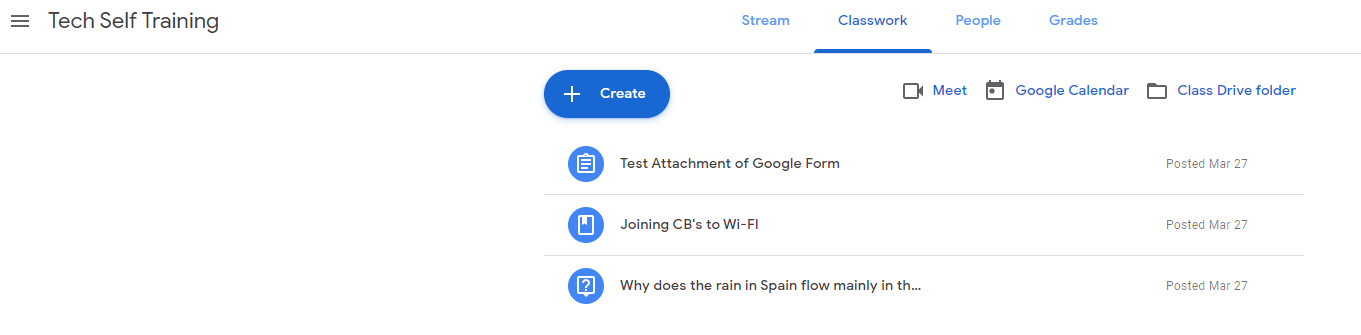 Tech Self Training Stream Classwork People Grades
Create Meet Google Calendar Class Drive folder
Test Attachment of Google Form Posted Mar 27
Joining CB's to Wi-FI Posted Mar 27
Why does the rain in Spain flow mainly in th... Posted Mar 27